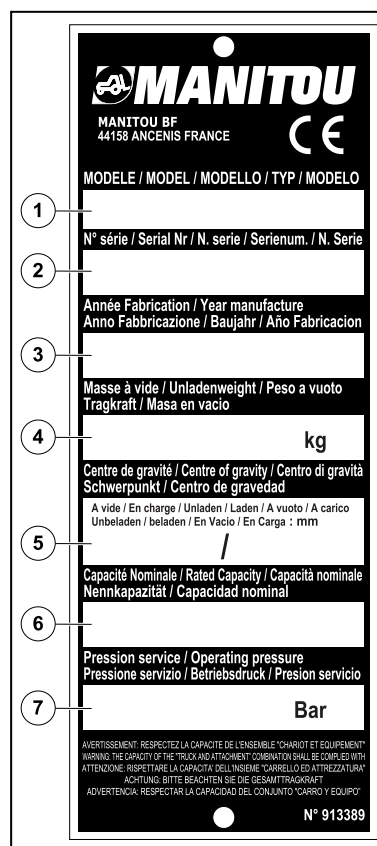 MANITOU
MANITOU BF
44158 ANCENIS FRANCE
CE
MODELE / MODEL / MODELLO / TYP / MODELO
1
N° série / Serial Nr / N. serie / Serienum. / N. Serie
2
Année Fabrication / Year manufacture
Anno Fabbricazione / Baujahr / Año Fabricacion
3
Masse à vide / Unladenweight / Peso a vuoto
Tragkraft / Masa en vacio
4 kg
Centre de gravité / Centre of gravity / Centro di gravità
Schwerpunkt / Centro de gravedad
A vide / En charge / Unladen / Laden / A vuoto / A carico
Unbeladen / beladen / En Vacio / En Carga : mm
5 /
Capacité Nominale / Rated Capacity / Capacità nominale
Nennkapazität / Capacidad nominal
6
Pression service / Operating pressure
Pressione servizio / Betriebsdruck / Presion servicio
7 Bar
AVERTISSEMENT: RESPECTEZ LA CAPACITE DE L'ENSEMBLE "CHARIOT ET EQUIPEMENT"
WARNING: THE CAPACITY OF THE "TRUCK AND ATTACHMENT" COMBINATION SHALL BE COMPLIED WITH
ATTENZIONE: RISPETTARE LA CAPACITA' DELL'INSIEME "CARRELLO ED ATTREZZATURA"
ACHTUNG: BITTE BEACHTEN SIE DIE GESAMTTRAGKRAFT
ADVERTENCIA: RESPECTAR LA CAPACIDAD DEL CONJUNTO "CARRO Y EQUIPO"
N° 913389